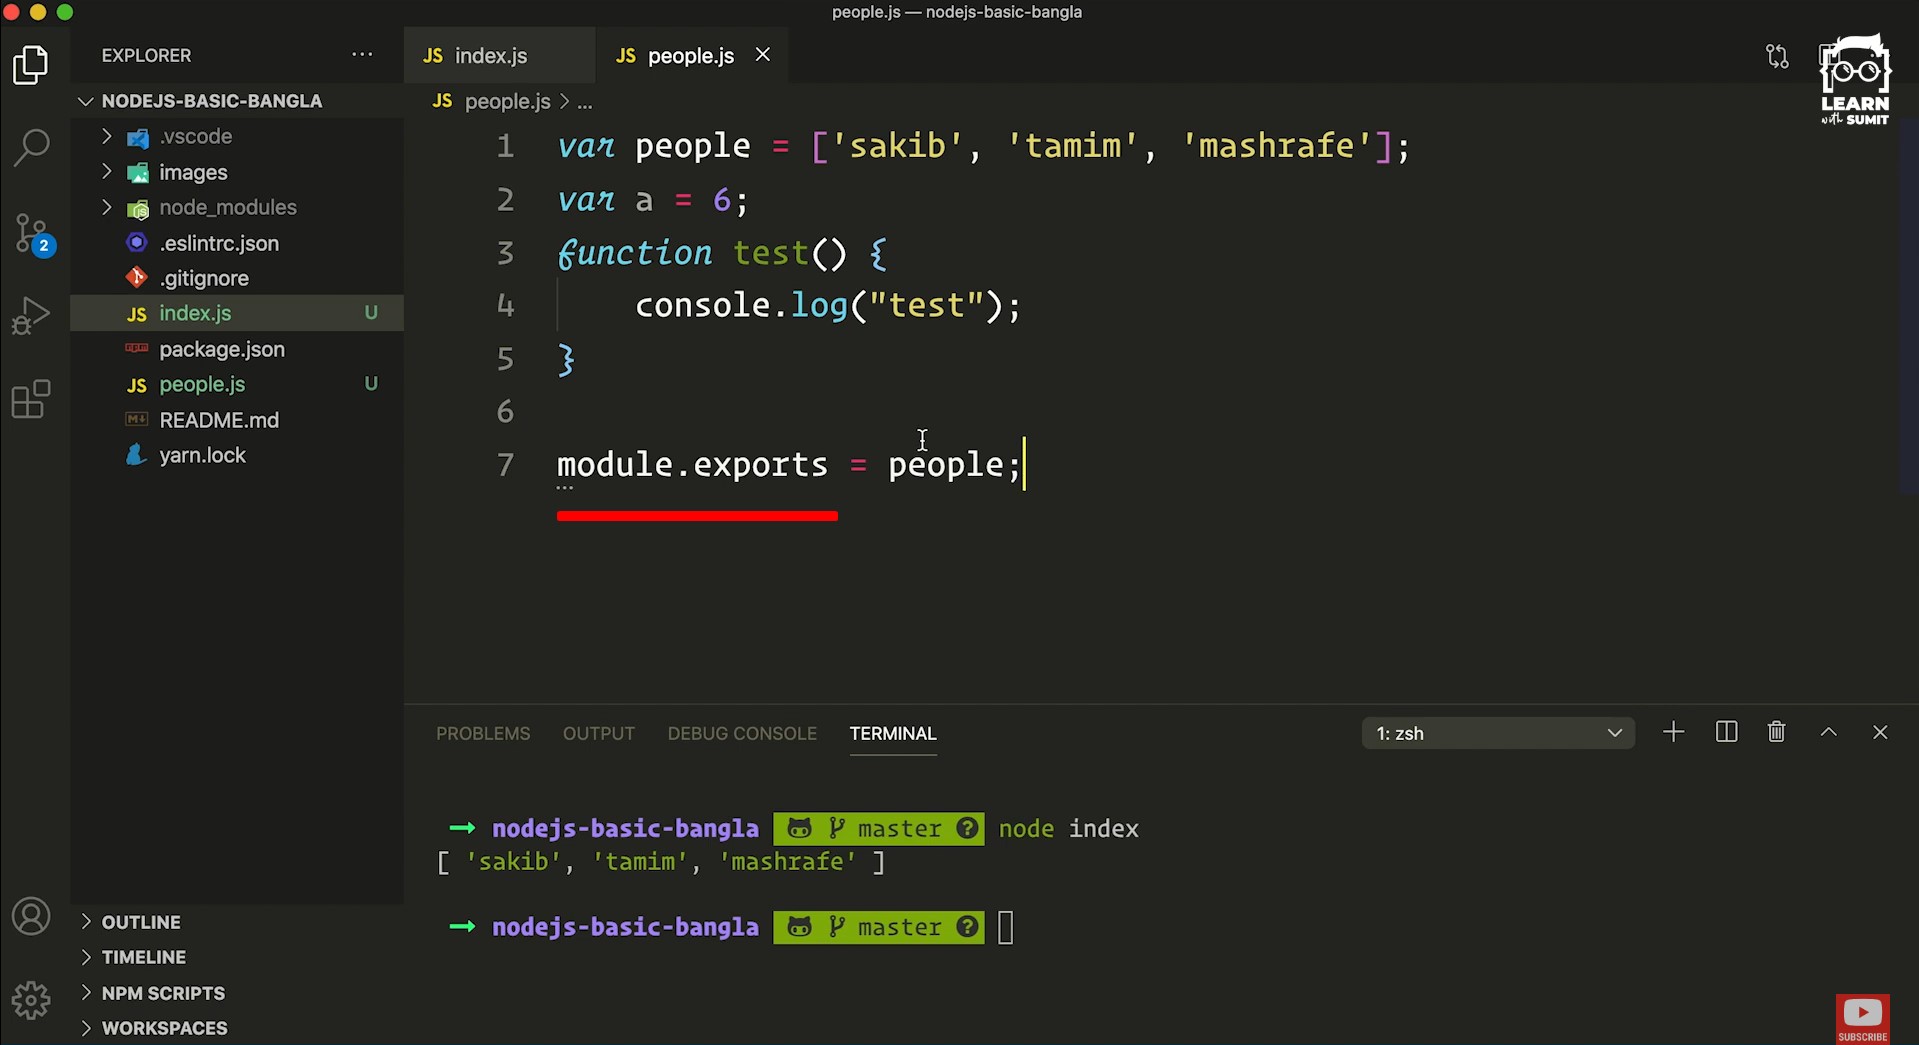 people.js — nodejs-basic-bangla
EXPLORER ...
JS index.js
JS people.js
LEARN
with SUMIT
NODEJS-BASIC-BANGLA
JS people.js > ...
.vscode
images
node_modules
.eslintrc.json
.gitignore
JS index.js U
package.json
JS people.js U
README.md
yarn.lock
2
1 var people = ['sakib', 'tamim', 'mashrafe'];
2 var a = 6;
3 function test() {
4 console.log("test");
5 }
6
7 module.exports = people;
PROBLEMS OUTPUT DEBUG CONSOLE TERMINAL
1: zsh
→ nodejs-basic-bangla master ? node index
[ 'sakib', 'tamim', 'mashrafe' ]
→ nodejs-basic-bangla master ?
OUTLINE
TIMELINE
NPM SCRIPTS
WORKSPACES
SUBSCRIBE